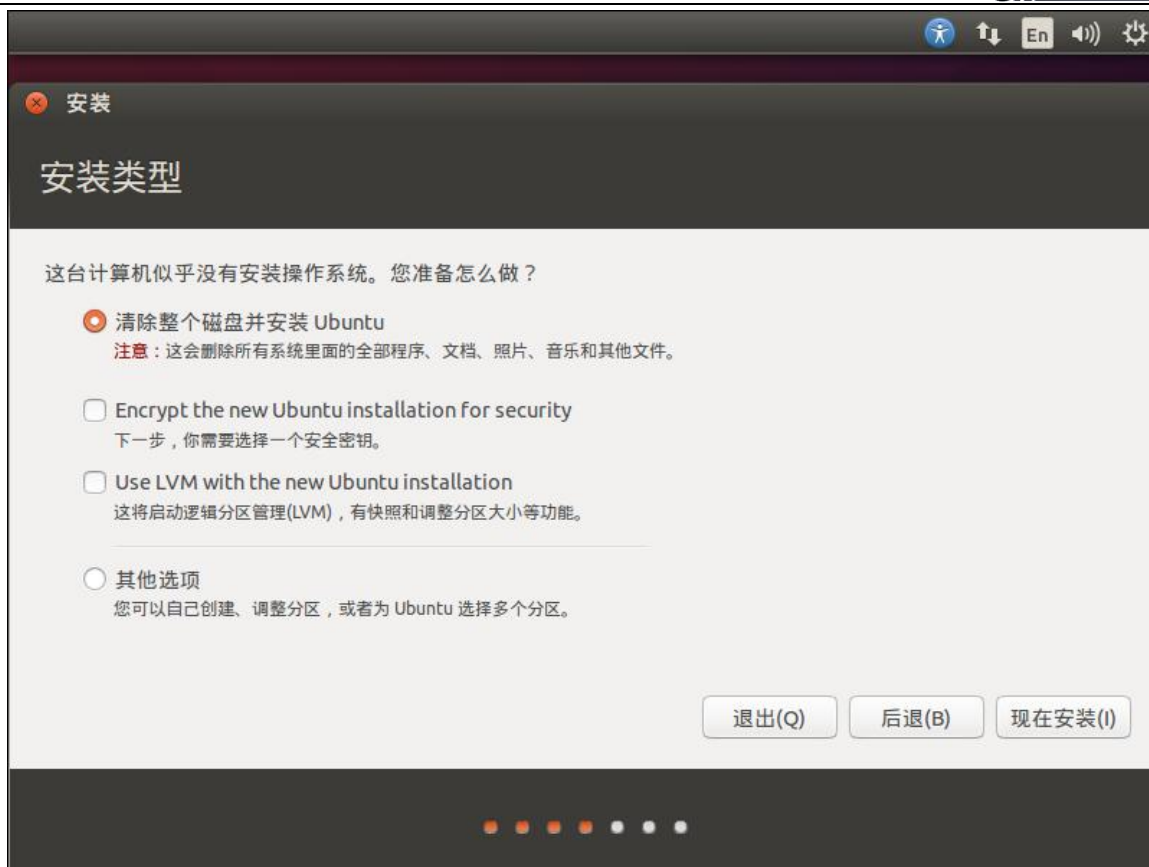 En
安装
安装类型
这台计算机似乎没有安装操作系统。您准备怎么做？
清除整个磁盘并安装 Ubuntu
注意：这会删除所有系统里面的全部程序、文档、照片、音乐和其他文件。
Encrypt the new Ubuntu installation for security
下一步，你需要选择一个安全密钥。
Use LVM with the new Ubuntu installation
这将启动逻辑分区管理(LVM)，有快照和调整分区大小等功能。
其他选项
您可以自己创建、调整分区，或者为 Ubuntu 选择多个分区。
退出(Q) 后退(B) 现在安装(I)